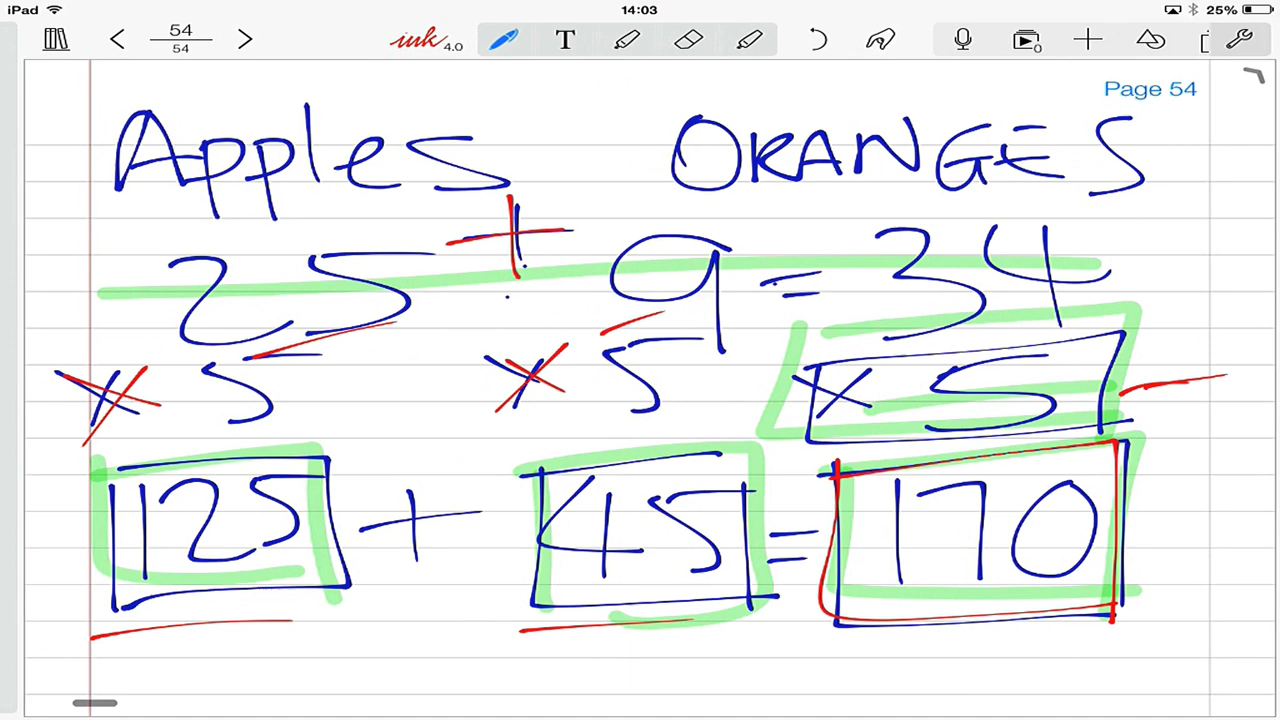 iPad 14:03 25%
54
54 ink 4.0 T 0
Page 54
Apples ORANGES
25 + 9 = 34
× 5 × 5 × 5
125 + 45 = 170